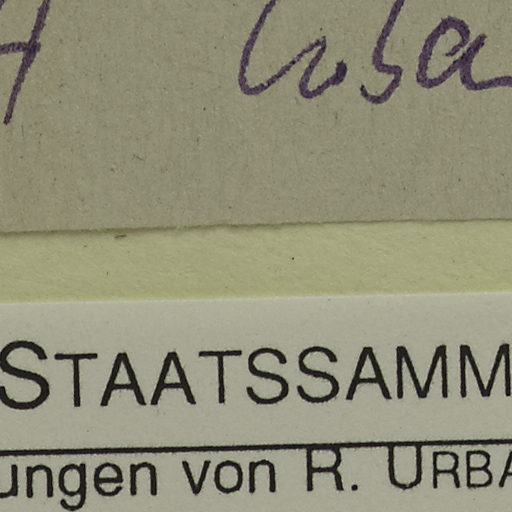 STAATSSAMM
ungen von R. URBA